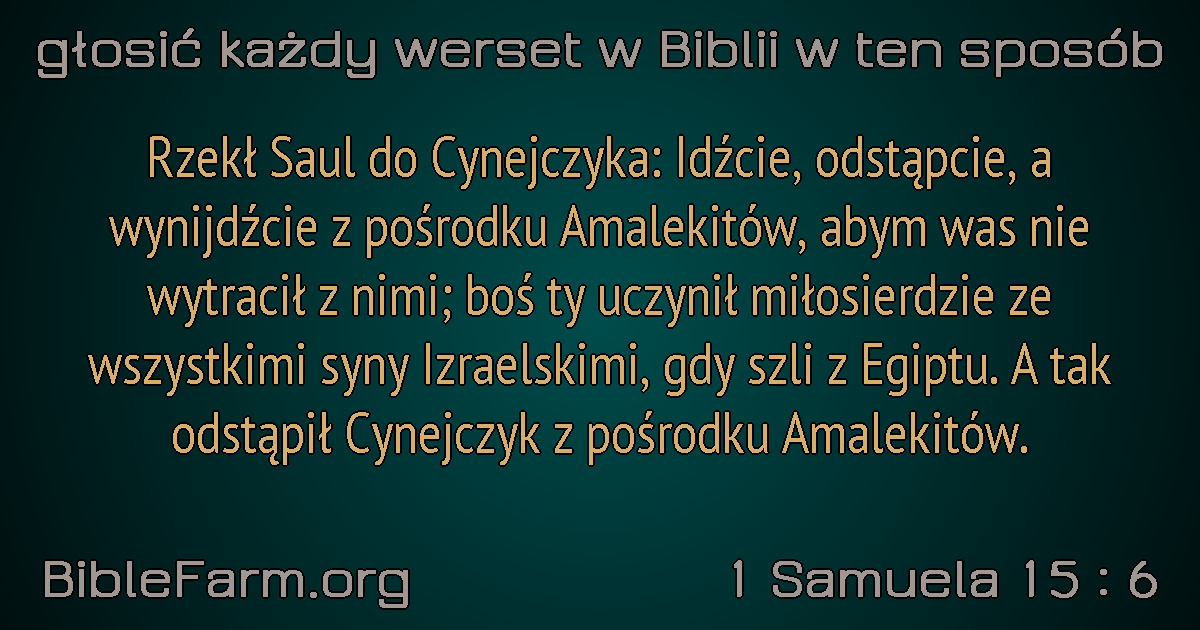 głosić każdy werset w Biblii w ten sposób
Rzekł Saul do Cynejczyka: Idźcie, odstąpcie, a
wynijdźcie z pośrodku Amalekitów, abym was nie
wytracił z nimi; boś ty uczynił miłosierdzie ze
wszystkimi syny Izraelskimi, gdy szli z Egiptu. A tak
odstąpił Cynejczyk z pośrodku Amalekitów.
BibleFarm.org
1 Samuela 15 : 6